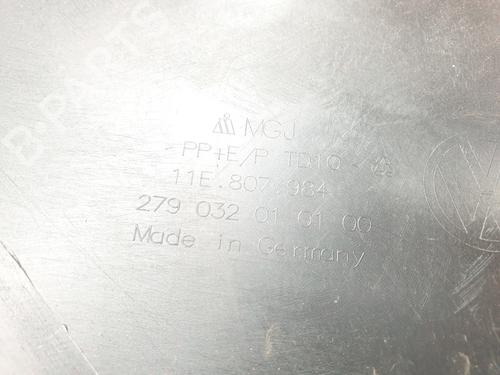 MGJ
-PP+E/P TD10-
11E.807.984
279 032 01 01 00
Made in Germany
B-PARTS